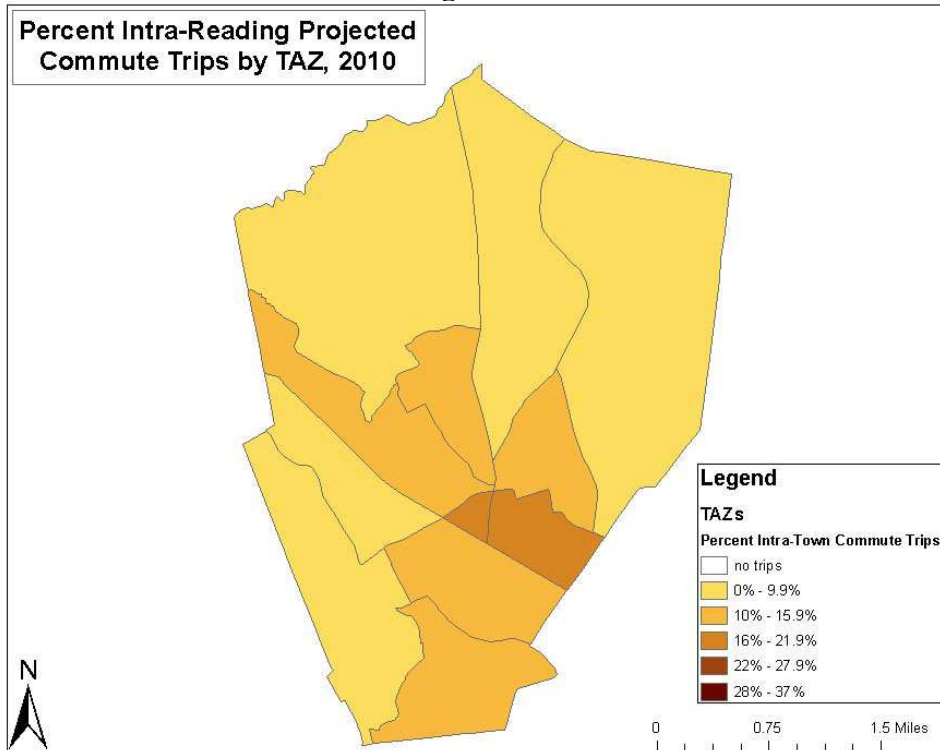 Percent Intra-Reading Projected
Commute Trips by TAZ, 2010
Legend
TAZs
Percent Intra-Town Commute Trips
no trips
0% - 9.9%
10% - 15.9%
16% - 21.9%
22% - 27.9%
28% - 37%
N
0 0.75 1.5 Miles